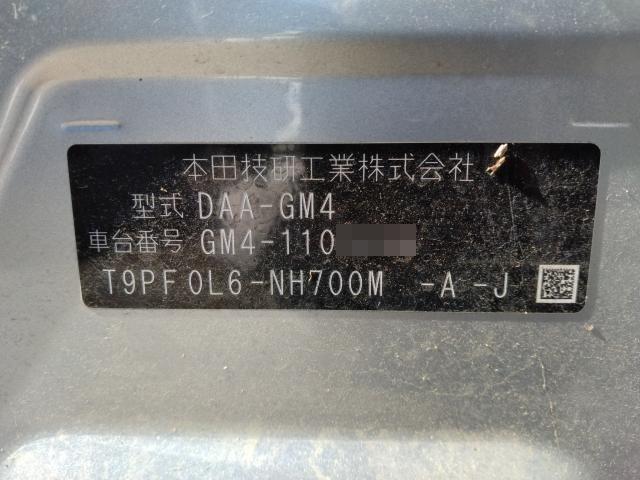 本田技研工業株式会社
型式 DAA-GM4
車台番号 GM4-110
T9PF0L6-NH700M -A-J